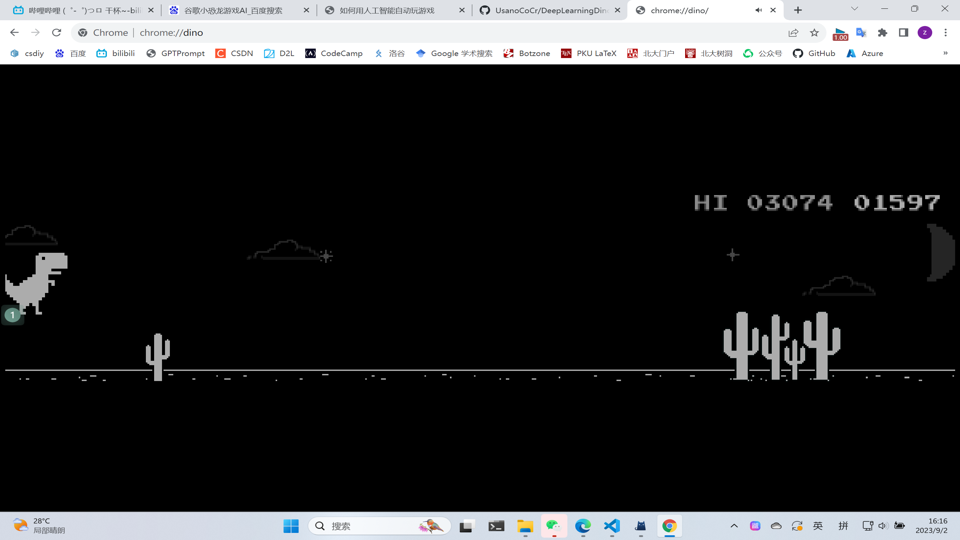 哔哩哔哩 (゜-゜)つロ 干杯~-bili
谷歌小恐龙游戏AI_百度搜索
如何用人工智能自动玩游戏
UsanoCoCr/DeepLearningDin
chrome://dino/
Chrome | chrome://dino
1.00
z
csdiy
百度
bilibili
GPTPrompt
CSDN
D2L
CodeCamp
洛谷
Google 学术搜索
Botzone
PKU LaTeX
北大门户
北大树洞
公众号
GitHub
Azure
»
HI 03074 01597
1
28°C
局部晴朗
搜索
英
拼
16:16
2023/9/2